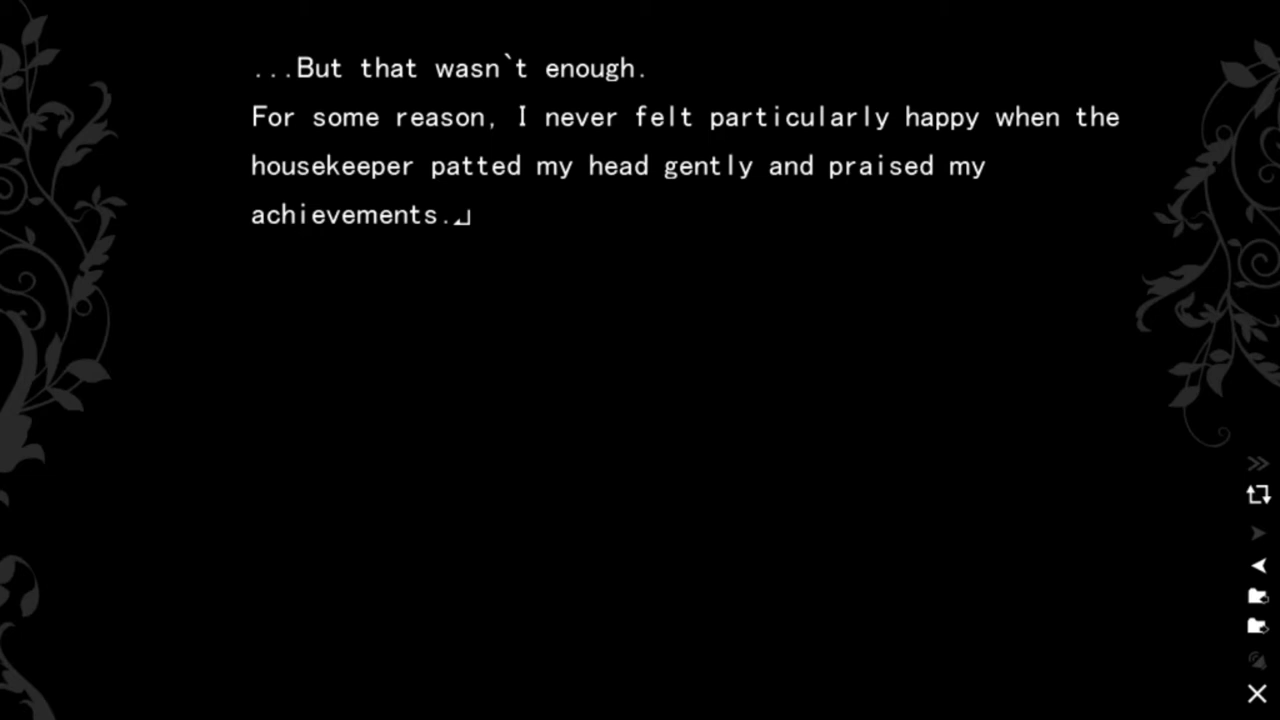 ...But that wasn`t enough.
For some reason, I never felt particularly happy when the
housekeeper patted my head gently and praised my
achievements.